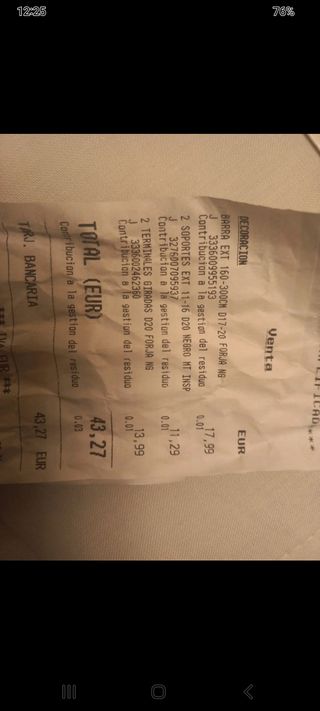 12:25
76%
Venta
EUR
DECORACION
BARRA EXT 160-300CM D17-20 FORJA NG
J 3336009955193 17,99
Contribucion a la gestion del residuo 0.01
2 SOPORTES EXT 11-16 D20 NEGRO MT INSP
J 3276007095937 11,29
Contribucion a la gestion del residuo 0.01
2 TERMINALES GIRADAS D20 FORJA NG
J 3336002462360 13,99
Contribucion a la gestion del residuo 0.01
TOTAL (EUR) 43,27
Contribucion a la gestion del residuo 0.03
TARJ. BANCARIA 43,27 EUR